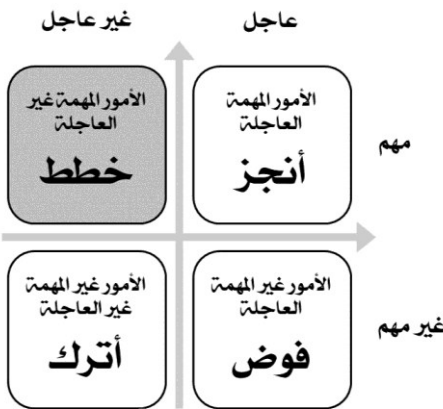 عاجل
غير عاجل
مهم
الأمور المهمة
العاجلة
أنجز
الأمور المهمة غير
العاجلة
خطط
غير مهم
الأمور غير المهمة
العاجلة
فوض
الأمور غير المهمة
غير العاجلة
أترك